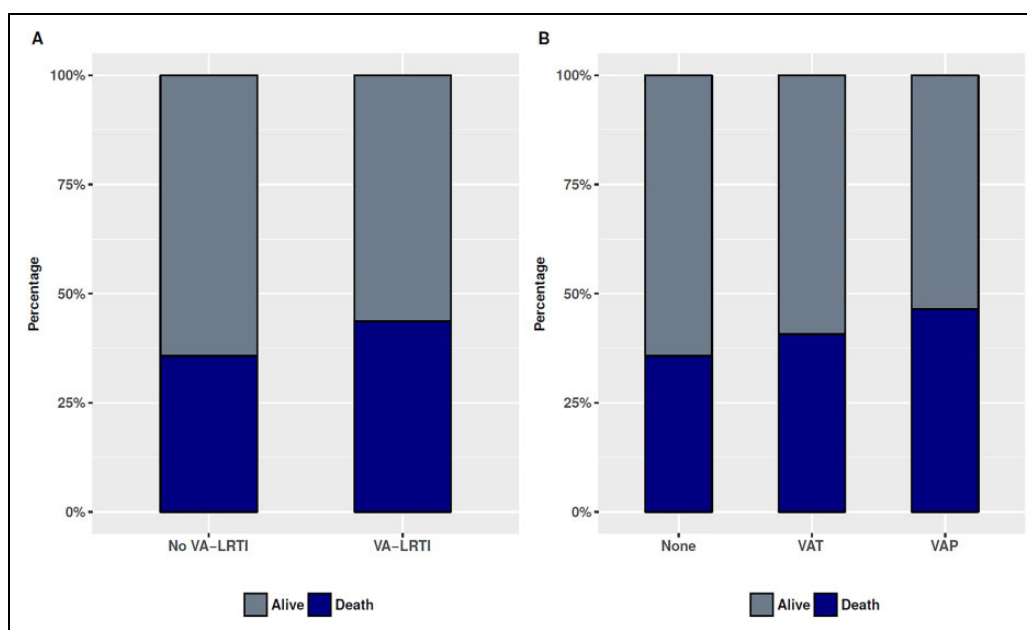 A
100%
75%
50%
25%
0%
Percentage
No VA-LRTI
VA-LRTI
Alive Death
B
100%
75%
50%
25%
0%
Percentage
None
VAT
VAP
Alive Death